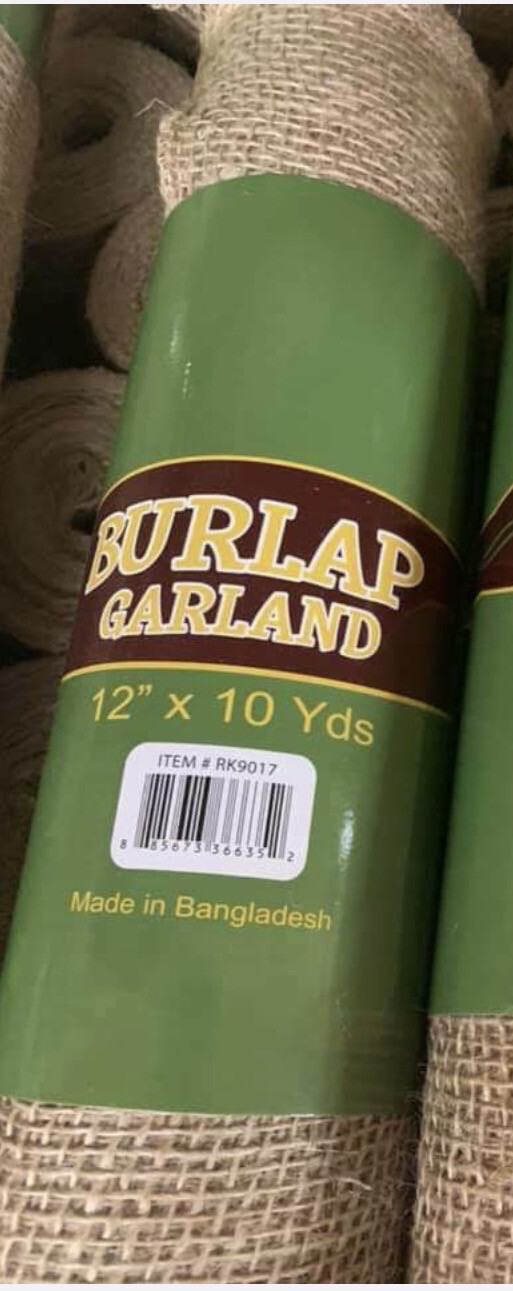 BURLAP
GARLAND
12” x 10 Yds
ITEM # RK9017
8 85673 36635 2
Made in Bangladesh